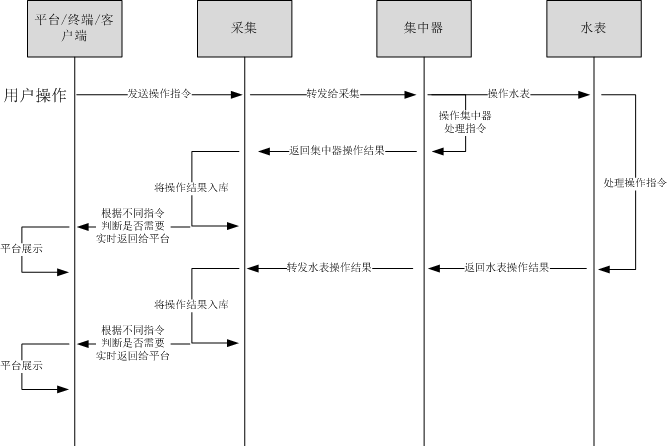 平台/终端/客
户端
采集
集中器
水表
用户操作
发送操作指令
转发给采集
操作水表
操作集中器
处理指令
返回集中器操作结果
将操作结果入库
处理操作指令
根据不同指令
判断是否需要
实时返回给平台
平台展示
转发水表操作结果
返回水表操作结果
将操作结果入库
根据不同指令
判断是否需要
实时返回给平台
平台展示